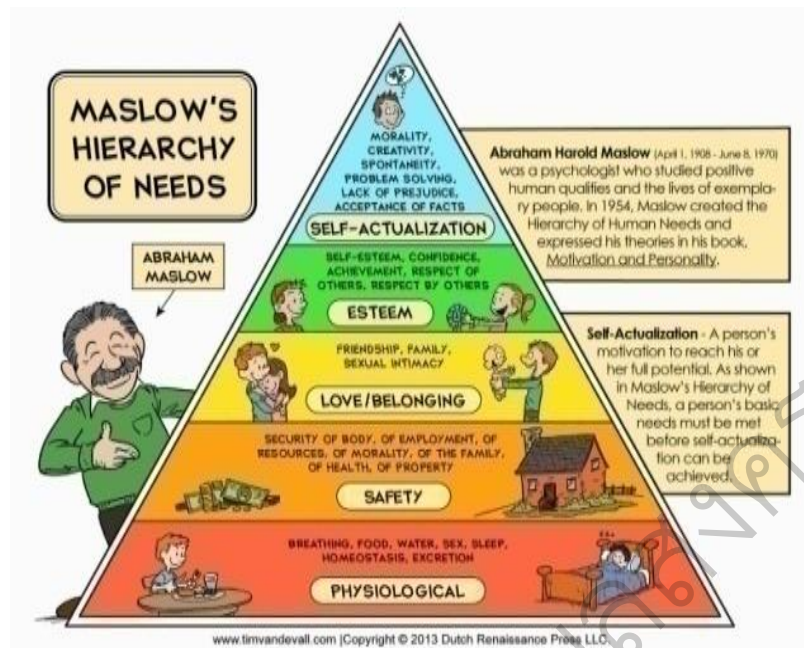 MASLOW'S
HIERARCHY
OF NEEDS
ABRAHAM
MASLOW
MORALITY,
CREATIVITY,
SPONTANEITY,
PROBLEM SOLVING,
LACK OF PREJUDICE,
ACCEPTANCE OF FACTS
SELF-ACTUALIZATION
SELF-ESTEEM, CONFIDENCE,
ACHIEVEMENT, RESPECT OF
OTHERS, RESPECT BY OTHERS
ESTEEM
FRIENDSHIP, FAMILY,
SEXUAL INTIMACY
LOVE/BELONGING
SECURITY OF BODY, OF EMPLOYMENT, OF
RESOURCES, OF MORALITY, OF THE FAMILY,
OF HEALTH, OF PROPERTY
SAFETY
BREATHING, FOOD, WATER, SEX, SLEEP,
HOMEOSTASIS, EXCRETION
PHYSIOLOGICAL
Abraham Harold Maslow (April 1, 1908 - June 8, 1970)
was a psychologist who studied positive
human qualities and the lives of exempla-
ry people. In 1954, Maslow created the
Hierarchy of Human Needs and
expressed his theories in his book,
Motivation and Personality.
Self-Actualization - A person's
motivation to reach his or
her full potential. As shown
in Maslow's Hierarchy of
Needs, a person's basic
needs must be met
before self-actualiza-
tion can be
achieved.
www.timvandevall.com |Copyright © 2013 Dutch Renaissance Press LLC.